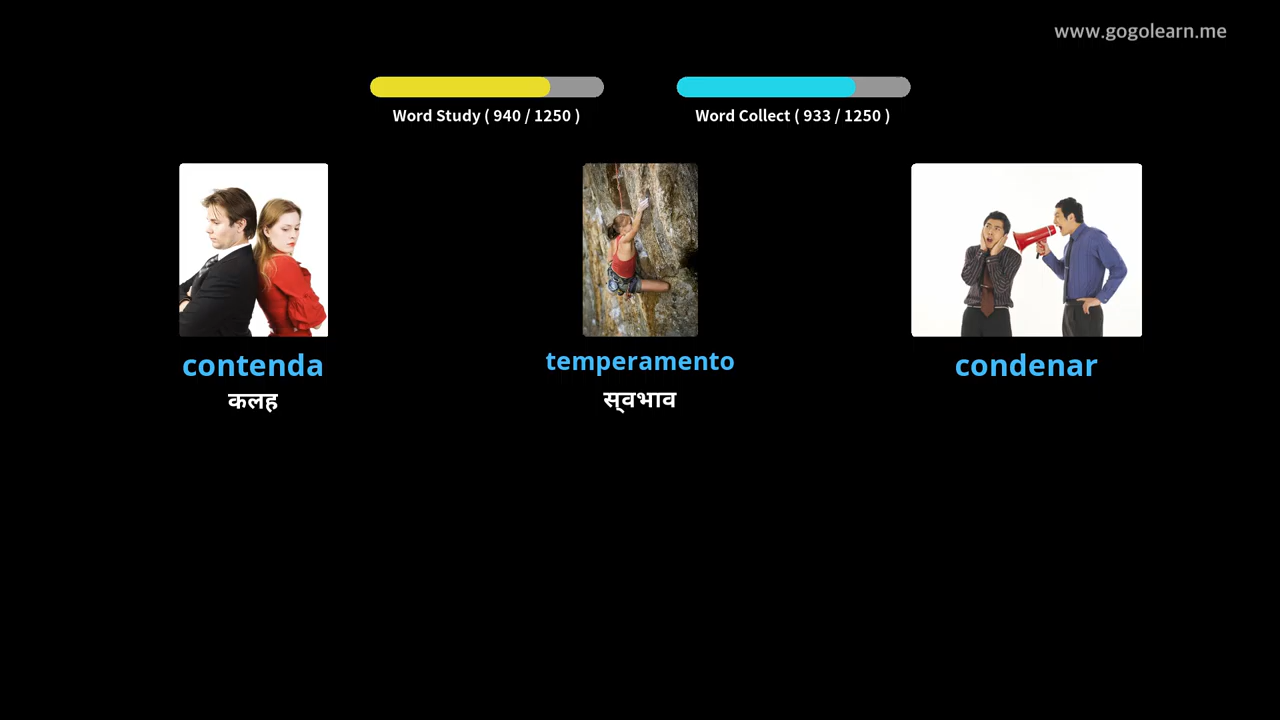 www.gogolearn.me
Word Study ( 940 / 1250 )
Word Collect ( 933 / 1250 )
contenda
कलह
temperamento
स्वभाव
condenar